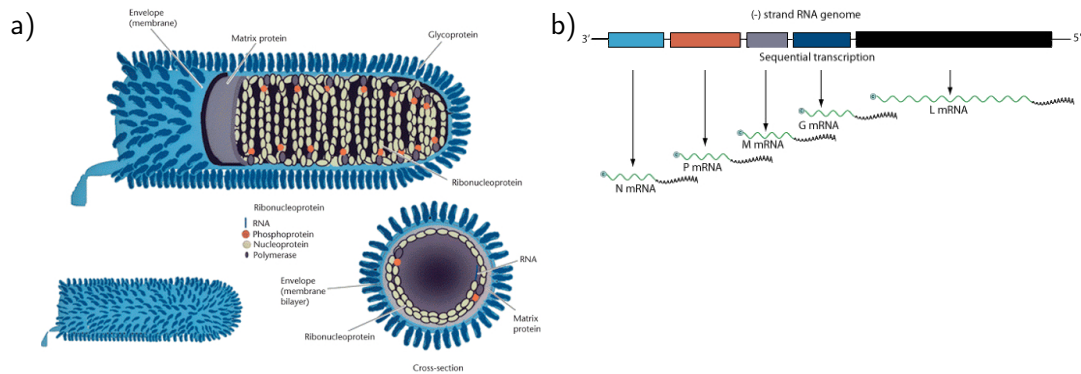 a)
Envelope
(membrane)
Matrix protein
Glycoprotein
Ribonucleoprotein
Ribonucleoprotein
RNA
Phosphoprotein
Nucleoprotein
Polymerase
Envelope
(membrane
bilayer)
Ribonucleoprotein
RNA
Matrix
protein
Cross-section
b)
(-) strand RNA genome
3′
5′
Sequential transcription
L mRNA
G mRNA
M mRNA
P mRNA
N mRNA